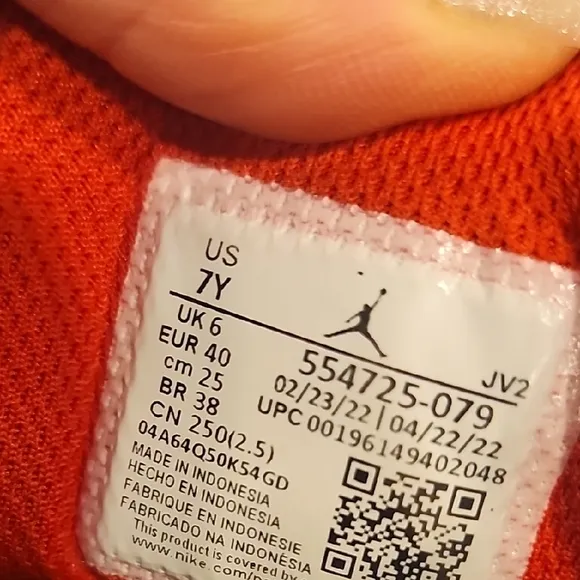 US
7Y
UK 6
EUR 40
cm 25
BR 38
CN 250(2.5)
04A64Q50K54GD
MADE IN INDONESIA
HECHO EN INDONESIA
FABRIQUE EN INDONESIE
FABRICADO NA INDONÉSIA
This product is covered by
www.nike.com/
JV2
554725-079
02/23/22 | 04/22/22
UPC 00196149402048